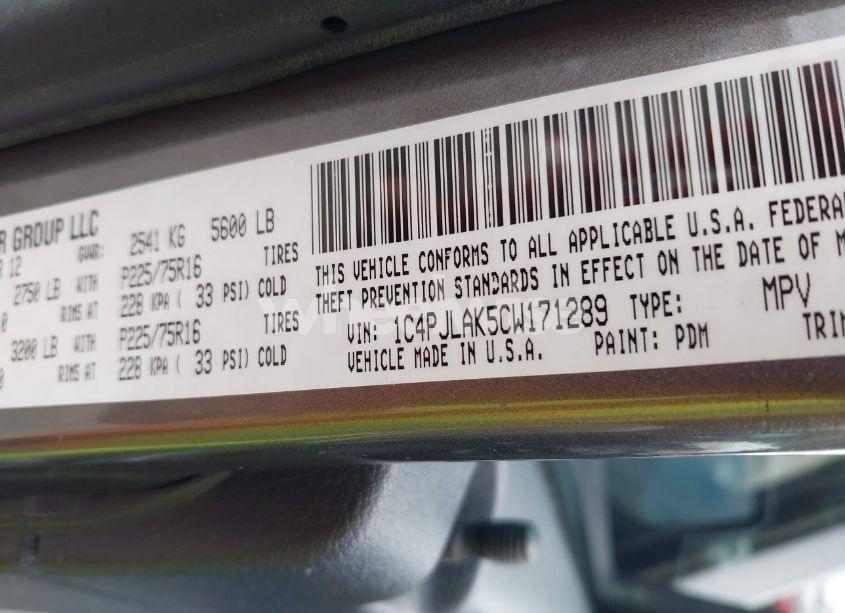 R GROUP LLC
R 12
GVWR: 2541 KG 5600 LB
2750 LB WITH P225/75R16 TIRES
0 RIMS AT 228 KPA ( 33 PSI) COLD
3200 LB WITH P225/75R16 TIRES
0 RIMS AT 228 KPA ( 33 PSI) COLD
THIS VEHICLE CONFORMS TO ALL APPLICABLE U.S.A. FEDERA
THEFT PREVENTION STANDARDS IN EFFECT ON THE DATE OF M
VIN: 1C4PJLAK5CW171289 TYPE: MPV
VEHICLE MADE IN U.S.A. PAINT: PDM TRI